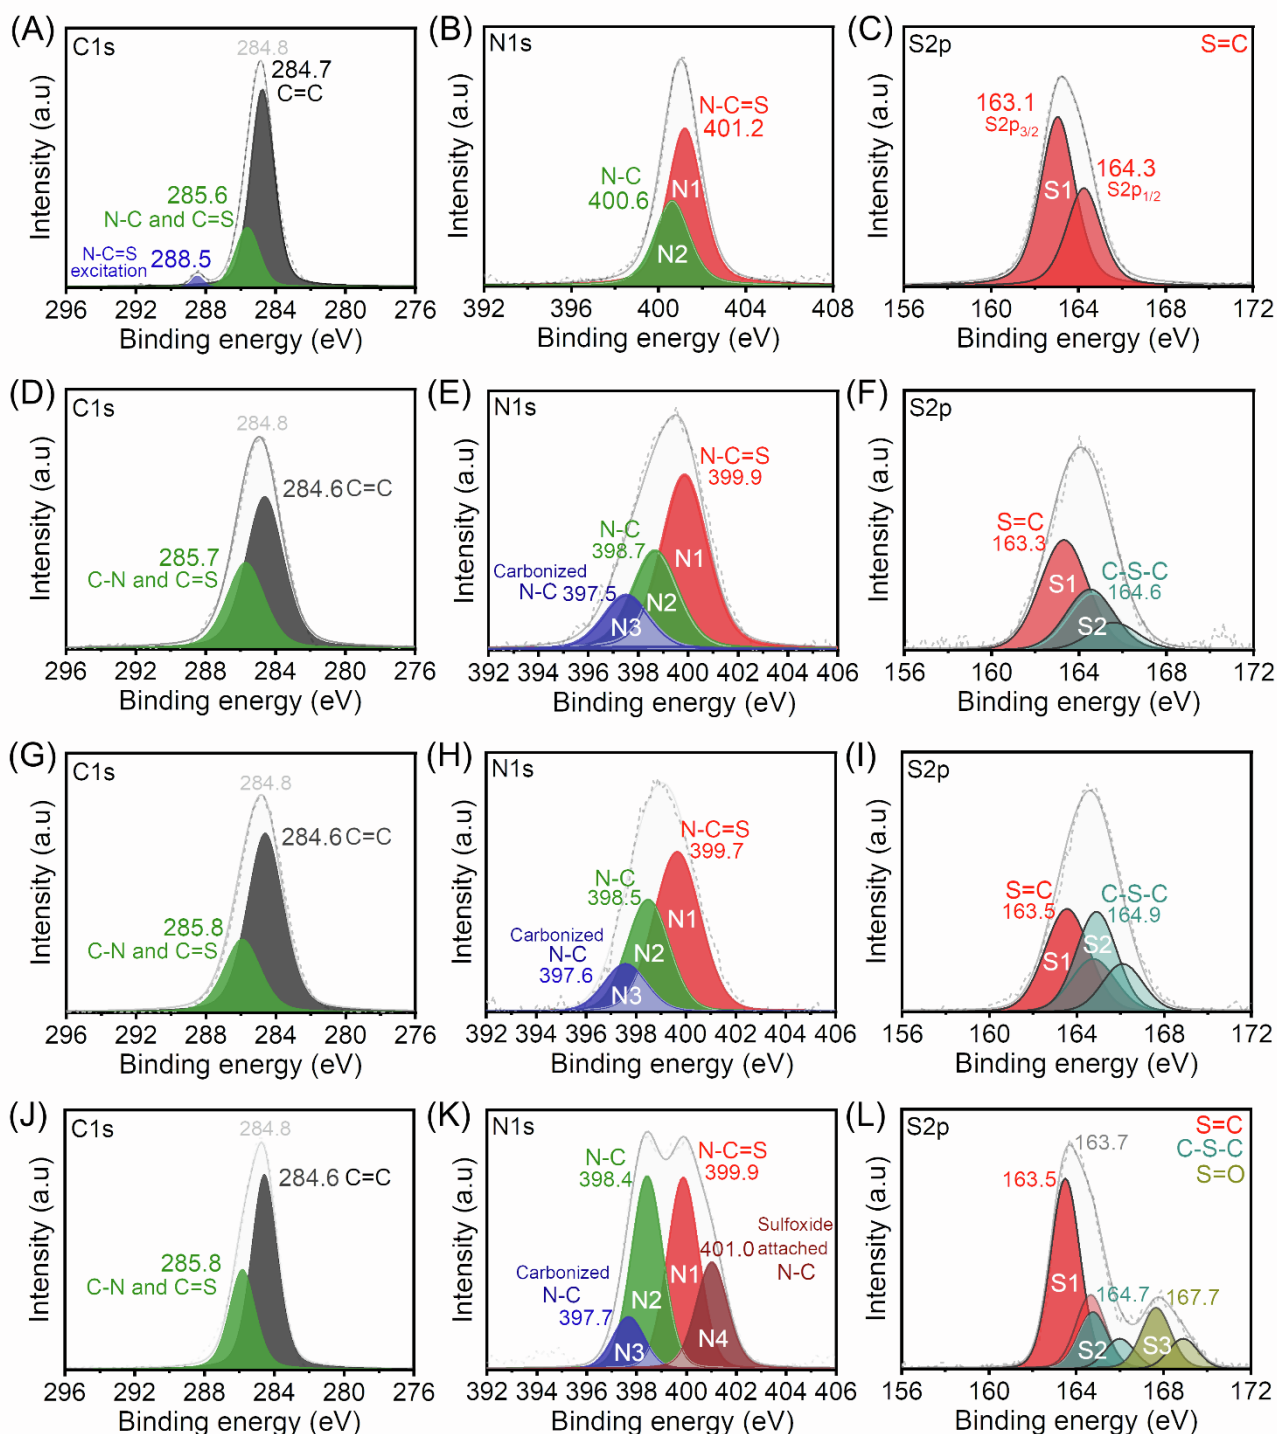 (A)
C1s
284.8
284.7
C=C
285.6
N-C and C=S
N-C=S
excitation
288.5
Intensity (a.u)
296 292 288 284 280 276
Binding energy (eV)
(B)
N1s
N-C=S
401.2
N-C
400.6
N1
N2
Intensity (a.u)
392 396 400 404 408
Binding energy (eV)
(C)
S2p
S=C
163.1
S2p3/2
164.3
S2p1/2
S1
Intensity (a.u)
156 160 164 168 172
Binding energy (eV)
(D)
C1s
284.8
284.6 C=C
285.7
C-N and C=S
Intensity (a.u)
296 292 288 284 280 276
Binding energy (eV)
(E)
N1s
N-C=S
399.9
N-C
398.7
Carbonized
N-C 397.5
N1
N2
N3
Intensity (a.u)
392 394 396 398 400 402 404 406
Binding energy (eV)
(F)
S2p
S=C
163.3
C-S-C
164.6
S1
S2
Intensity (a.u)
156 160 164 168 172
Binding energy (eV)
(G)
C1s
284.8
284.6 C=C
285.8
C-N and C=S
Intensity (a.u)
296 292 288 284 280 276
Binding energy (eV)
(H)
N1s
N-C=S
399.7
N-C
398.5
Carbonized
N-C
397.6
N1
N2
N3
Intensity (a.u)
392 394 396 398 400 402 404 406
Binding energy (eV)
(I)
S2p
S=C
163.5
C-S-C
164.9
S1
S2
Intensity (a.u)
156 160 164 168 172
Binding energy (eV)
(J)
C1s
284.8
284.6 C=C
285.8
C-N and C=S
Intensity (a.u)
296 292 288 284 280 276
Binding energy (eV)
(K)
N1s
N-C
398.4
N-C=S
399.9
Sulfoxide
401.0 attached
N-C
Carbonized
N-C
397.7
N1
N2
N3
N4
Intensity (a.u)
392 394 396 398 400 402 404 406
Binding energy (eV)
(L)
S2p
S=C
C-S-C
S=O
163.7
163.5
164.7
167.7
S1
S2
S3
Intensity (a.u)
156 160 164 168 172
Binding energy (eV)